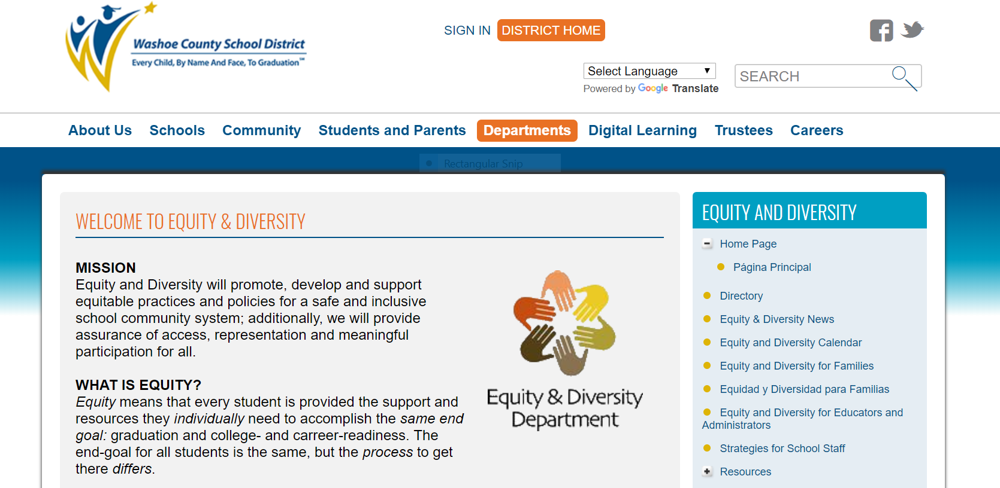 Washoe County School District
Every Child, By Name And Face, To Graduation℠
SIGN IN DISTRICT HOME
Select Language
Powered by Google Translate
SEARCH
About Us Schools Community Students and Parents Departments Digital Learning Trustees Careers
Rectangular Snip
WELCOME TO EQUITY & DIVERSITY
MISSION
Equity and Diversity will promote, develop and support
equitable practices and policies for a safe and inclusive
school community system; additionally, we will provide
assurance of access, representation and meaningful
participation for all.
WHAT IS EQUITY?
Equity means that every student is provided the support and
resources they individually need to accomplish the same end
goal: graduation and college- and carreer-readiness. The
end-goal for all students is the same, but the process to get
there differs.
Equity & Diversity
Department
EQUITY AND DIVERSITY
Home Page
Página Principal
Directory
Equity & Diversity News
Equity and Diversity Calendar
Equity and Diversity for Families
Equidad y Diversidad para Familias
Equity and Diversity for Educators and
Administrators
Strategies for School Staff
Resources